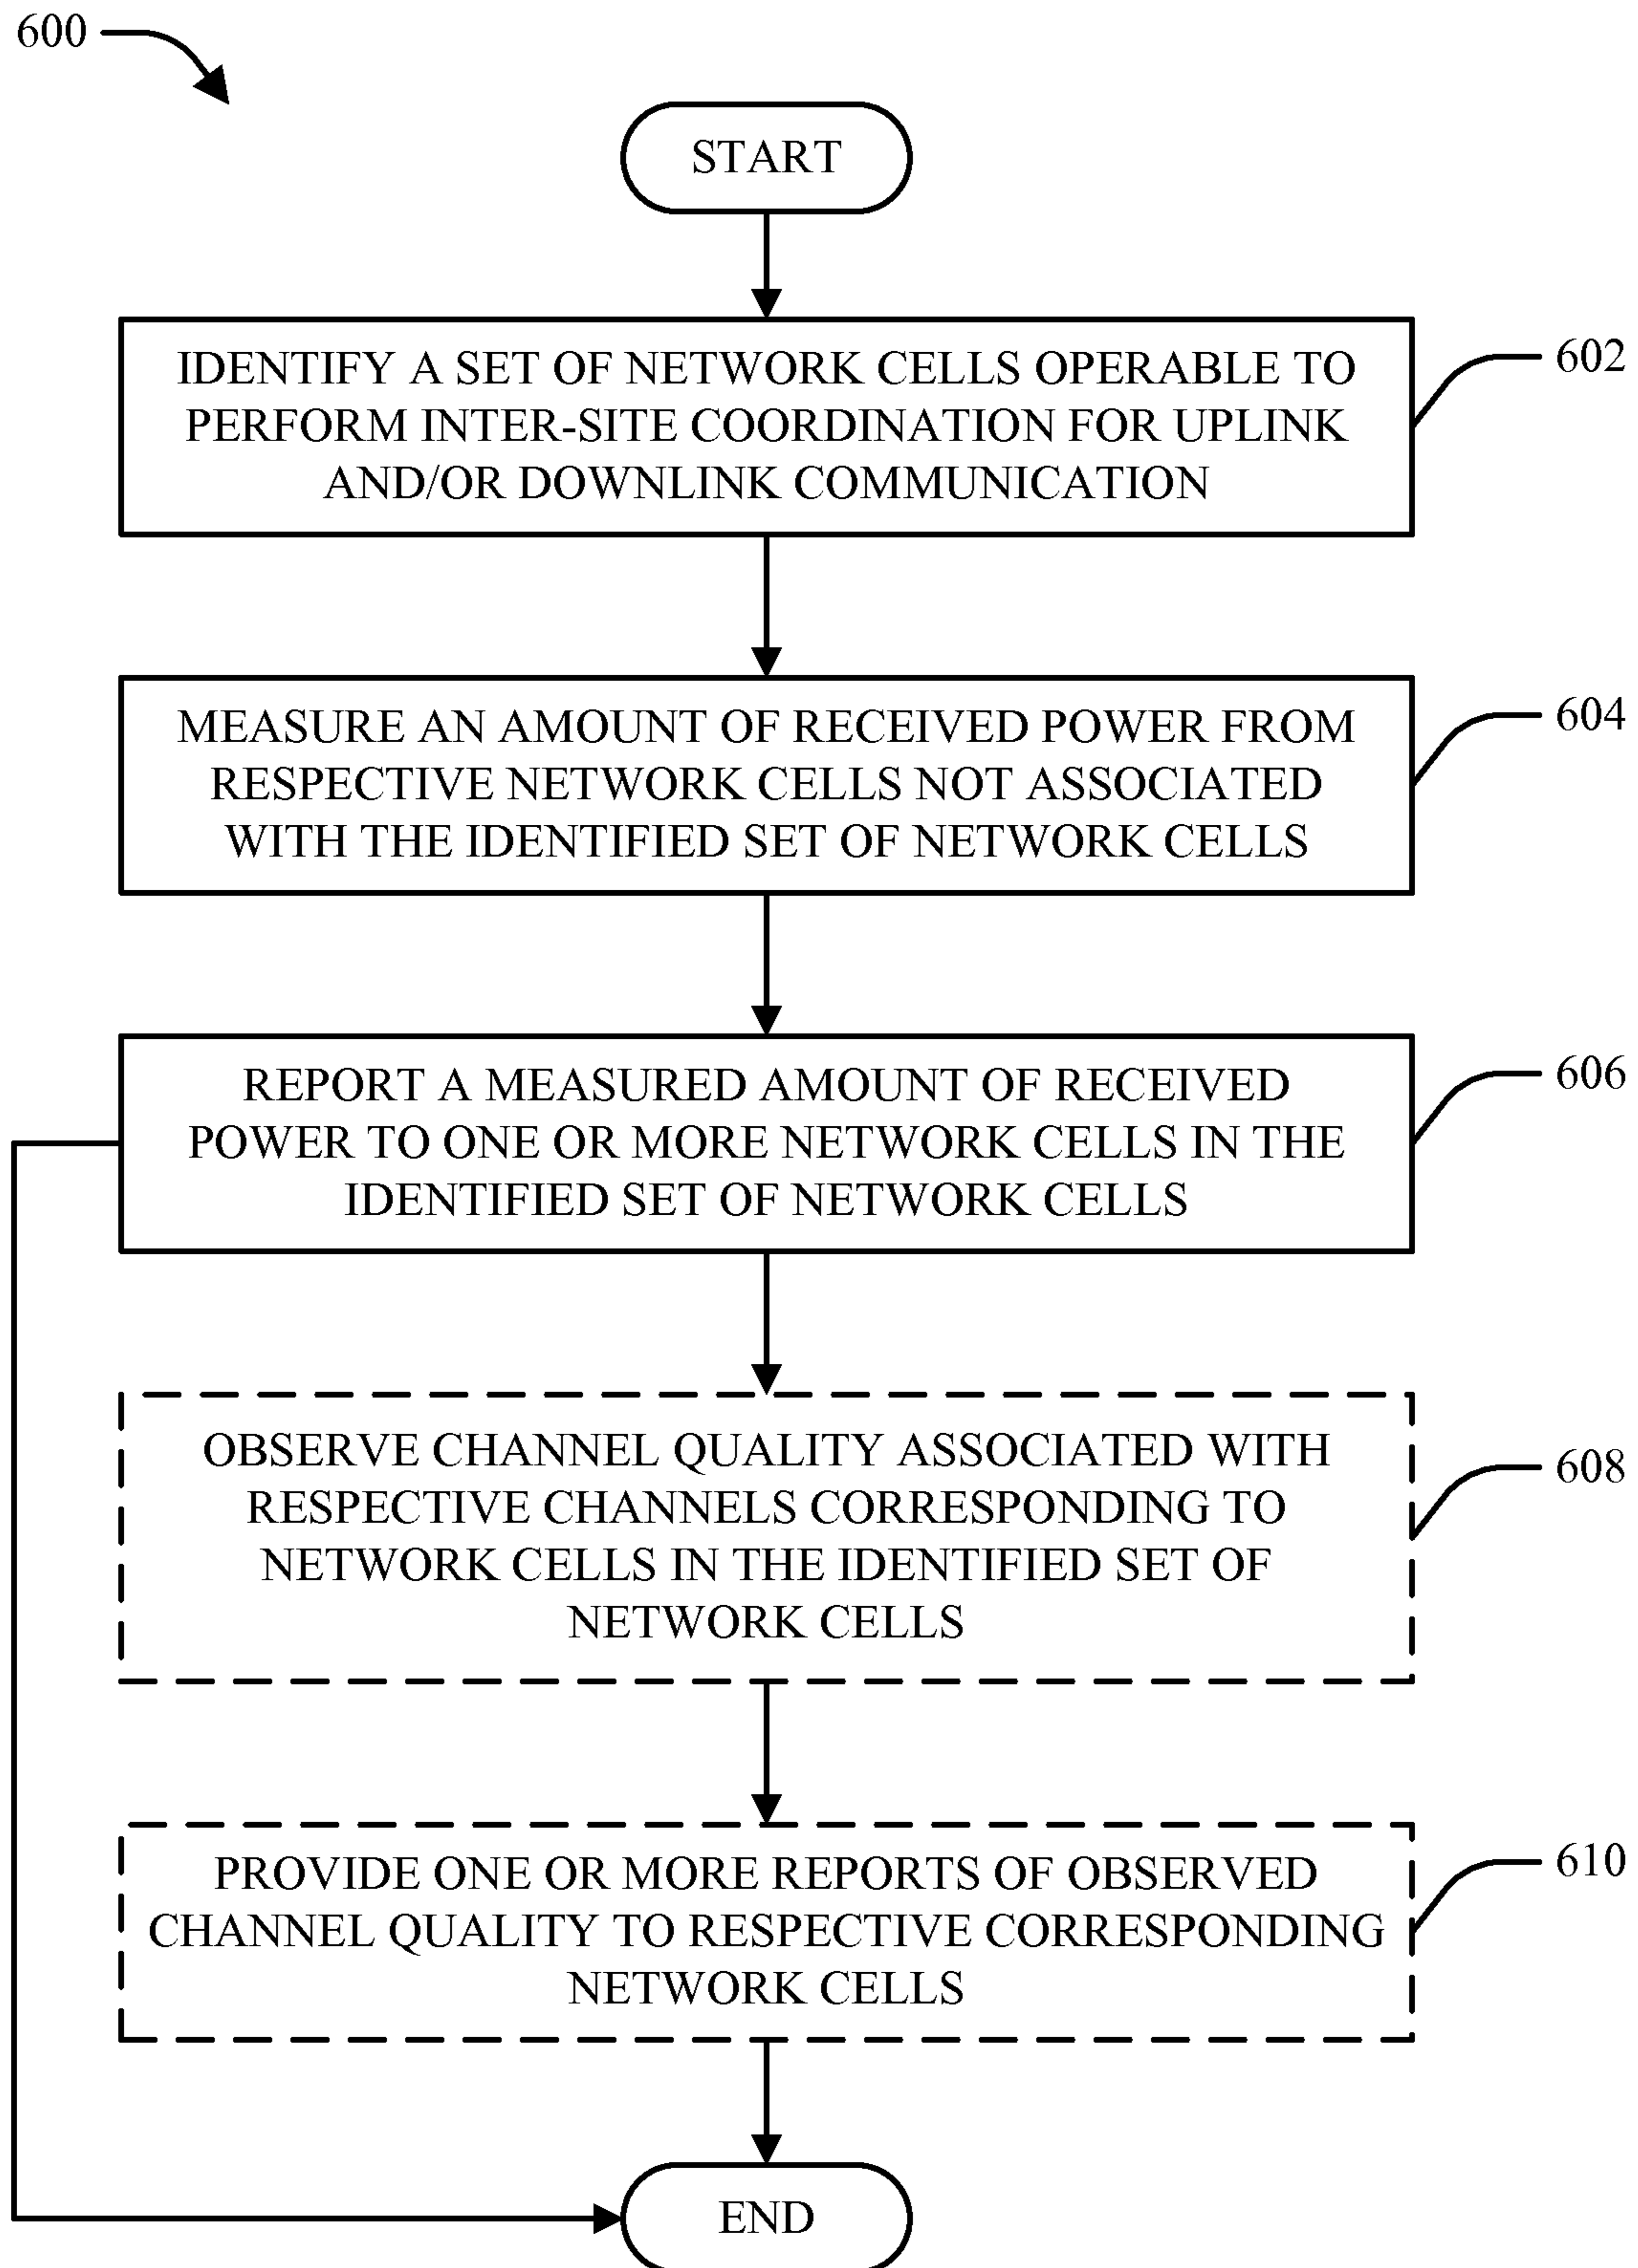 600
START
IDENTIFY A SET OF NETWORK CELLS OPERABLE TO
PERFORM INTER-SITE COORDINATION FOR UPLINK
AND/OR DOWNLINK COMMUNICATION
602
MEASURE AN AMOUNT OF RECEIVED POWER FROM
RESPECTIVE NETWORK CELLS NOT ASSOCIATED
WITH THE IDENTIFIED SET OF NETWORK CELLS
604
REPORT A MEASURED AMOUNT OF RECEIVED
POWER TO ONE OR MORE NETWORK CELLS IN THE
IDENTIFIED SET OF NETWORK CELLS
606
OBSERVE CHANNEL QUALITY ASSOCIATED WITH
RESPECTIVE CHANNELS CORRESPONDING TO
NETWORK CELLS IN THE IDENTIFIED SET OF
NETWORK CELLS
608
PROVIDE ONE OR MORE REPORTS OF OBSERVED
CHANNEL QUALITY TO RESPECTIVE CORRESPONDING
NETWORK CELLS
610
END